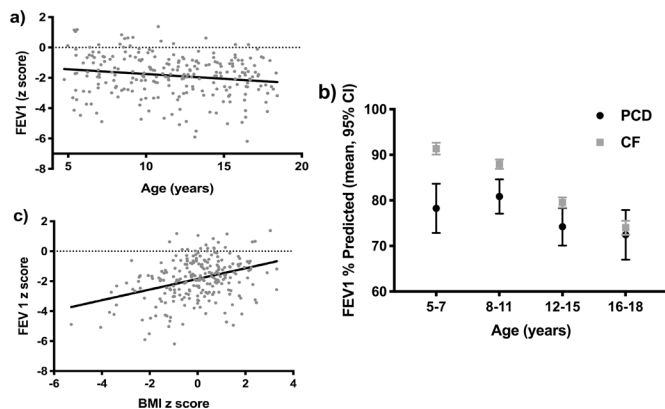 a)
2
0
-2
-4
-6
-8
FEV1 (z score)
5
10
15
20
Age (years)
b)
PCD
CF
100
90
80
70
60
FEV1 % Predicted (mean, 95% CI)
5-7
8-11
12-15
16-18
Age (years)
c)
2
0
-2
-4
-6
-8
FEV 1 z score
-6
-4
-2
0
2
4
BMI z score